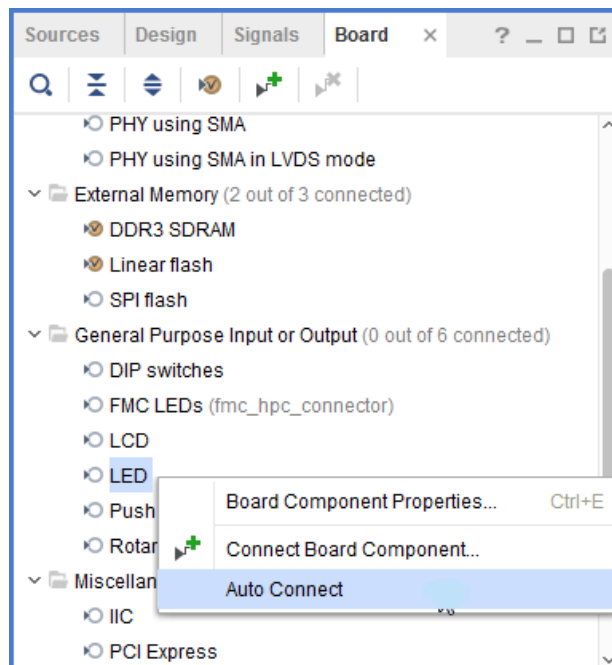 Sources Design Signals Board × ?
PHY using SMA
PHY using SMA in LVDS mode
External Memory (2 out of 3 connected)
DDR3 SDRAM
Linear flash
SPI flash
General Purpose Input or Output (0 out of 6 connected)
DIP switches
FMC LEDs (fmc_hpc_connector)
LCD
LED
Board Component Properties... Ctrl+E
Push
Rotar
Connect Board Component...
Miscellan
Auto Connect
IIC
PCI Express